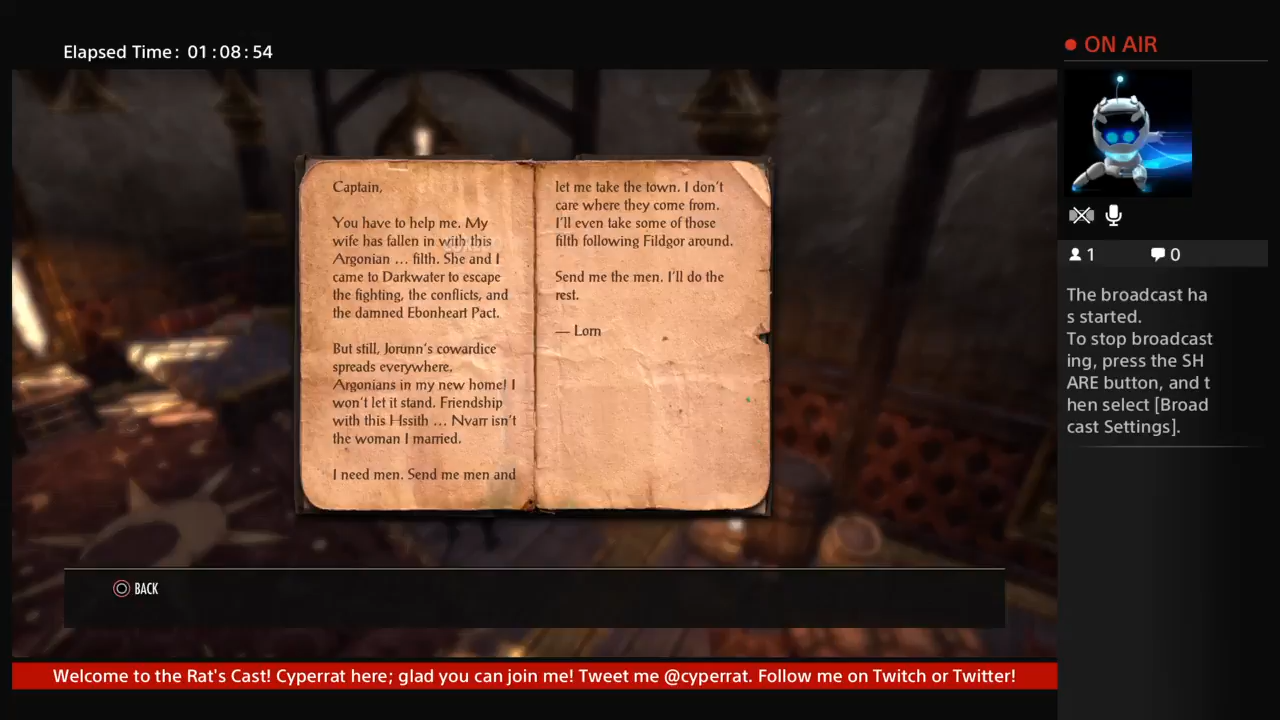 Elapsed Time: 01:08:54
ON AIR
Captain,
You have to help me. My
wife has fallen in with this
Argonian ... filth. She and I
came to Darkwater to escape
the fighting, the conflicts, and
the damned Ebonheart Pact.
But still, Jorunn's cowardice
spreads everywhere.
Argonians in my new home! I
won't let it stand. Friendship
with this Hssith ... Nvarr isn't
the woman I married.
I need men. Send me men and
let me take the town. I don't
care where they come from.
I'll even take some of those
filth following Fildgor around.
Send me the men. I'll do the
rest.
— Lorn
BACK
1
0
The broadcast ha
s started.
To stop broadcast
ing, press the SH
ARE button, and t
hen select [Broad
cast Settings].
Welcome to the Rat's Cast! Cyperrat here; glad you can join me! Tweet me @cyperrat. Follow me on Twitch or Twitter!